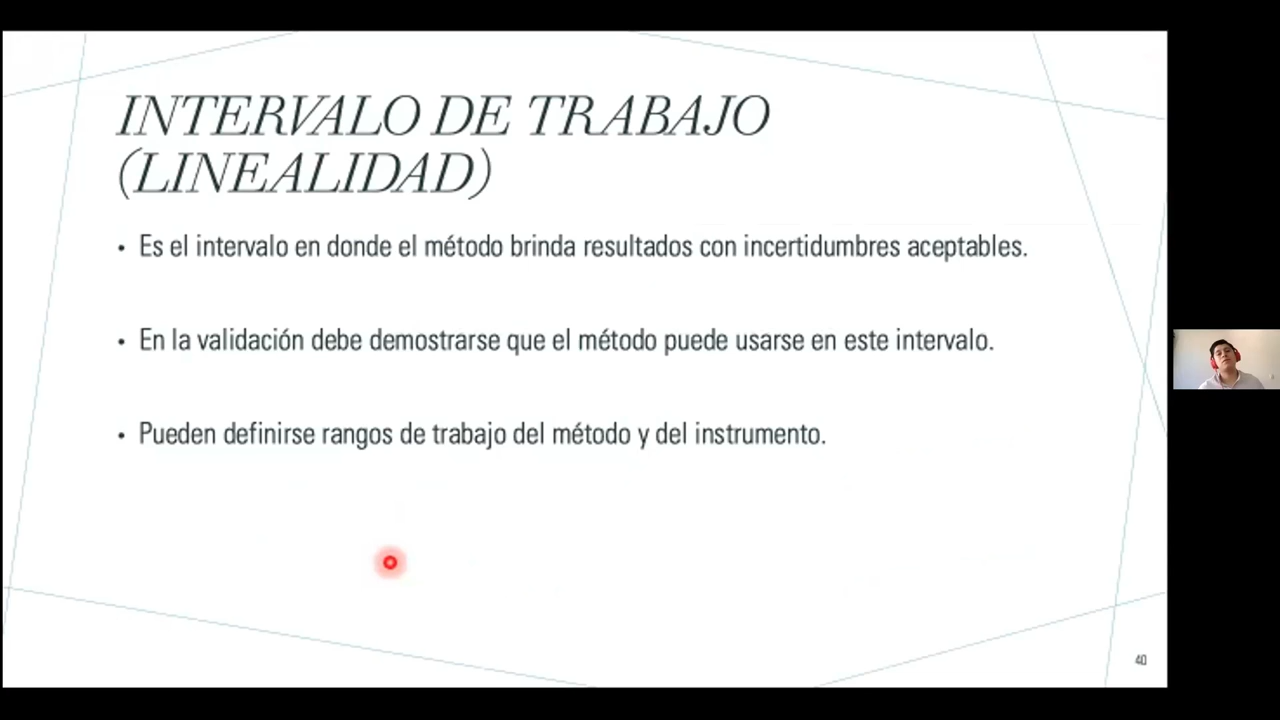 INTERVALO DE TRABAJO
(LINEALIDAD)
• Es el intervalo en donde el método brinda resultados con incertidumbres aceptables.
• En la validación debe demostrarse que el método puede usarse en este intervalo.
• Pueden definirse rangos de trabajo del método y del instrumento.
40